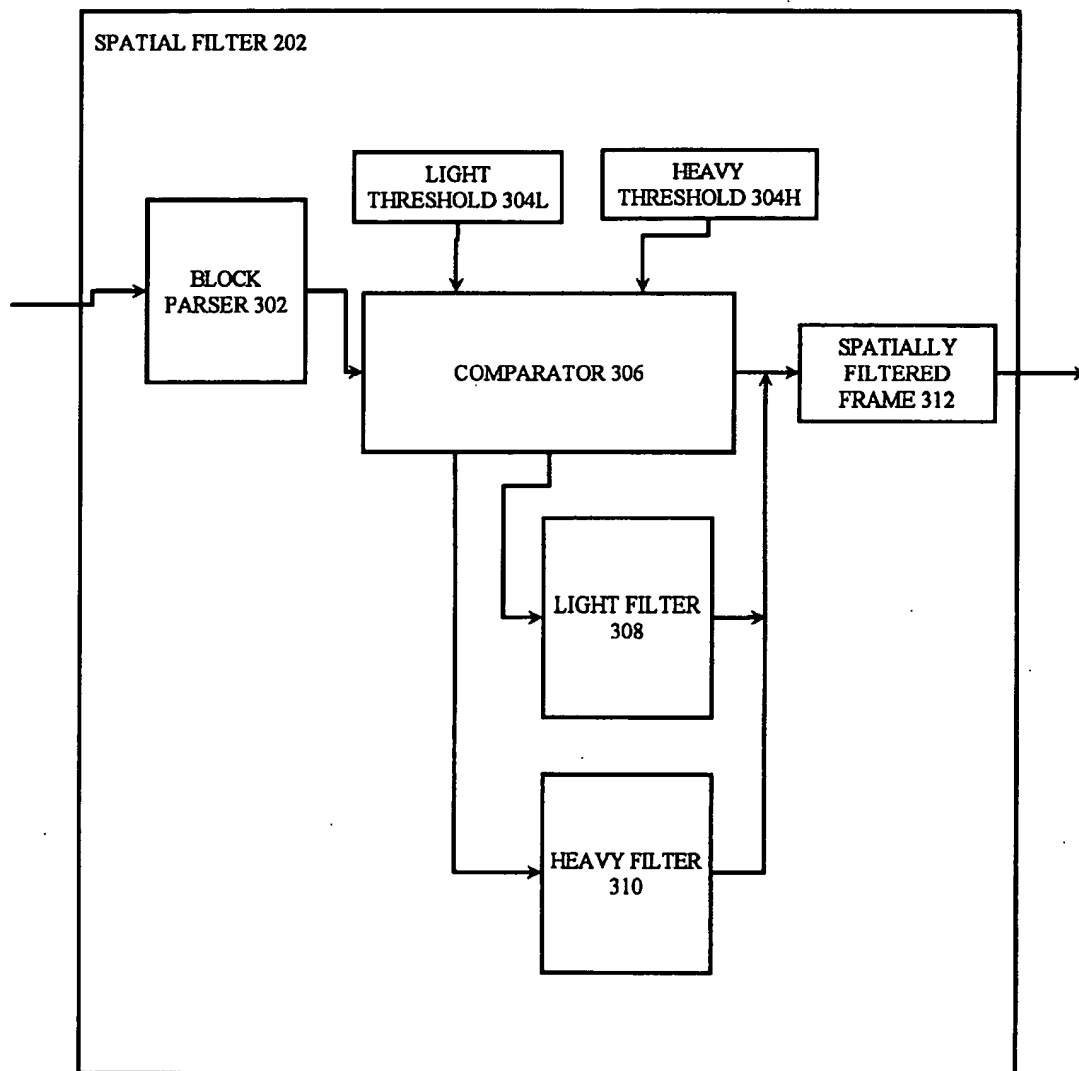 SPATIAL FILTER 202
LIGHT
THRESHOLD 304L
HEAVY
THRESHOLD 304H
BLOCK
PARSER 302
COMPARATOR 306
SPATIALLY
FILTERED
FRAME 312
LIGHT FILTER
308
HEAVY FILTER
310